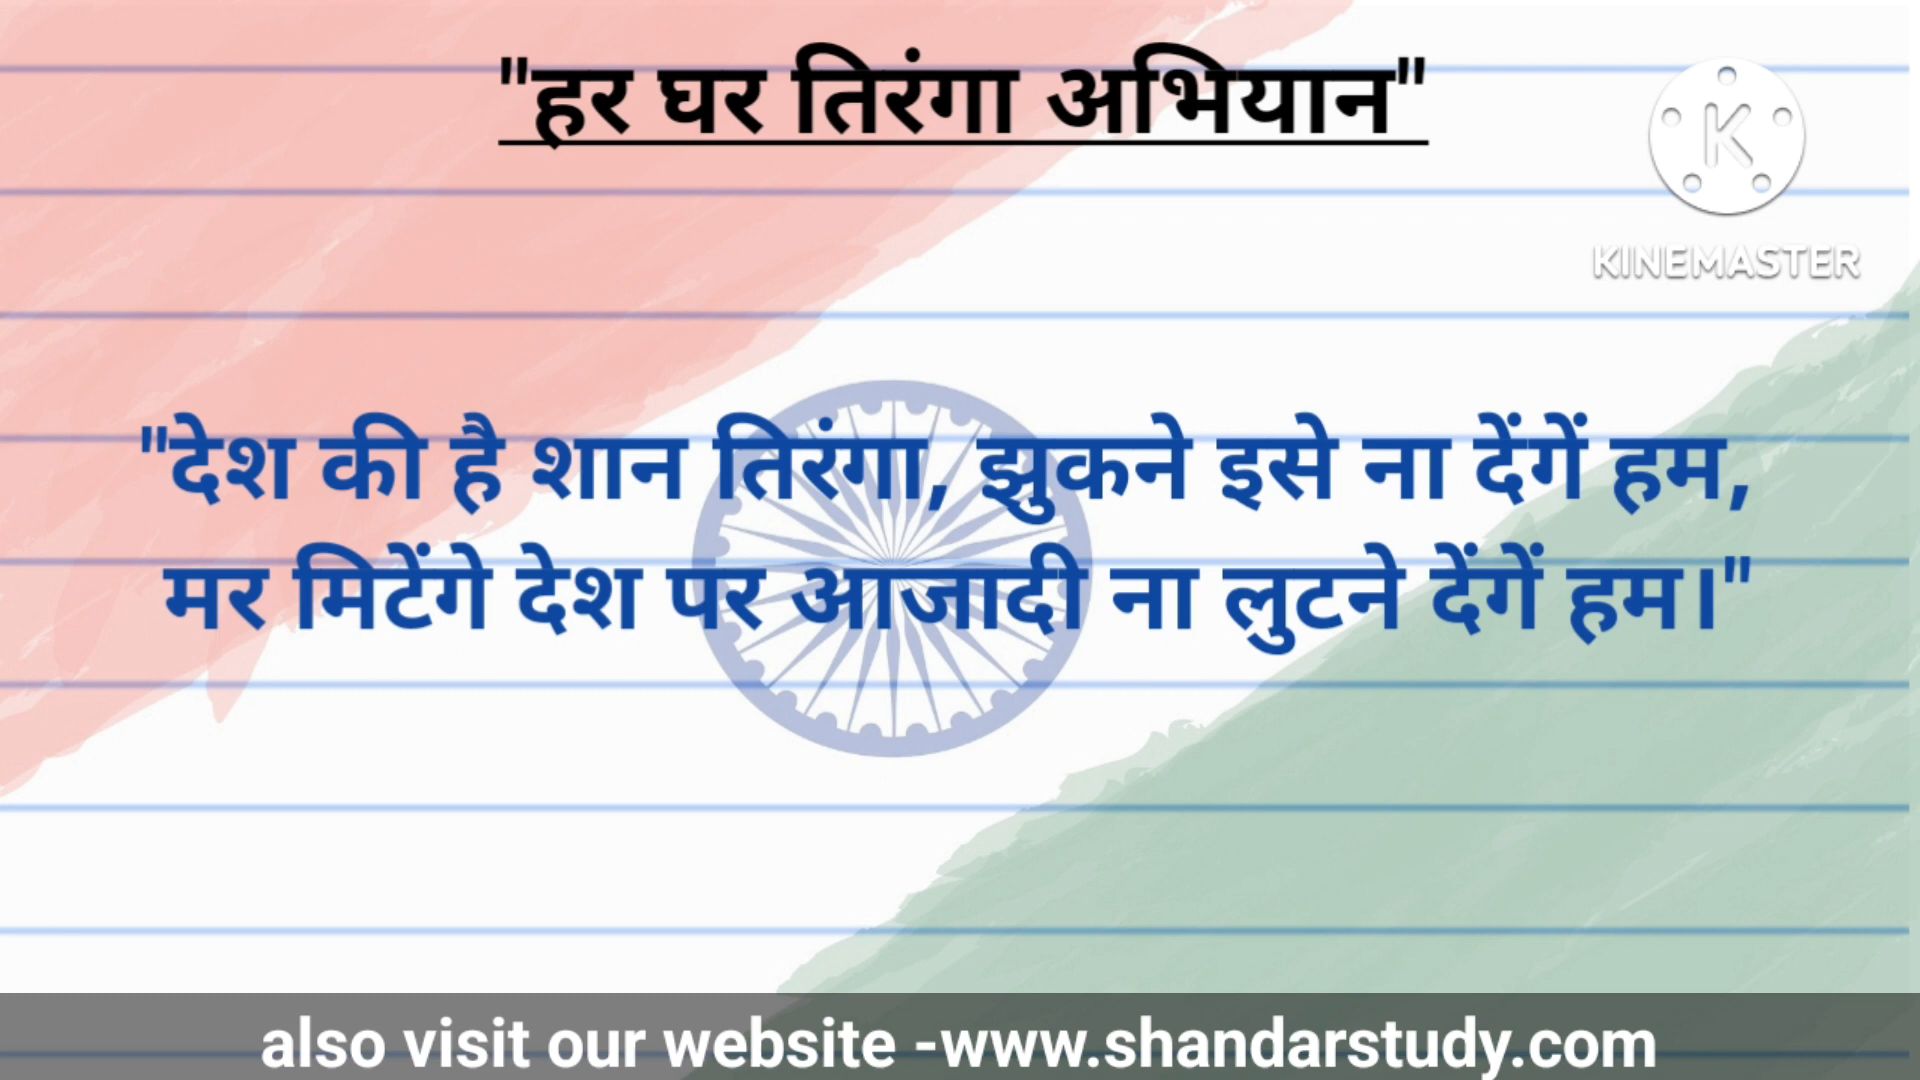 "हर घर तिरंगा अभियान"
K
KINEMASTER
"देश की है शान तिरंगा, झुकने इसे ना देंगें हम,
मर मिटेंगे देश पर आजादी ना लुटने देंगें हम।"
also visit our website -www.shandarstudy.com